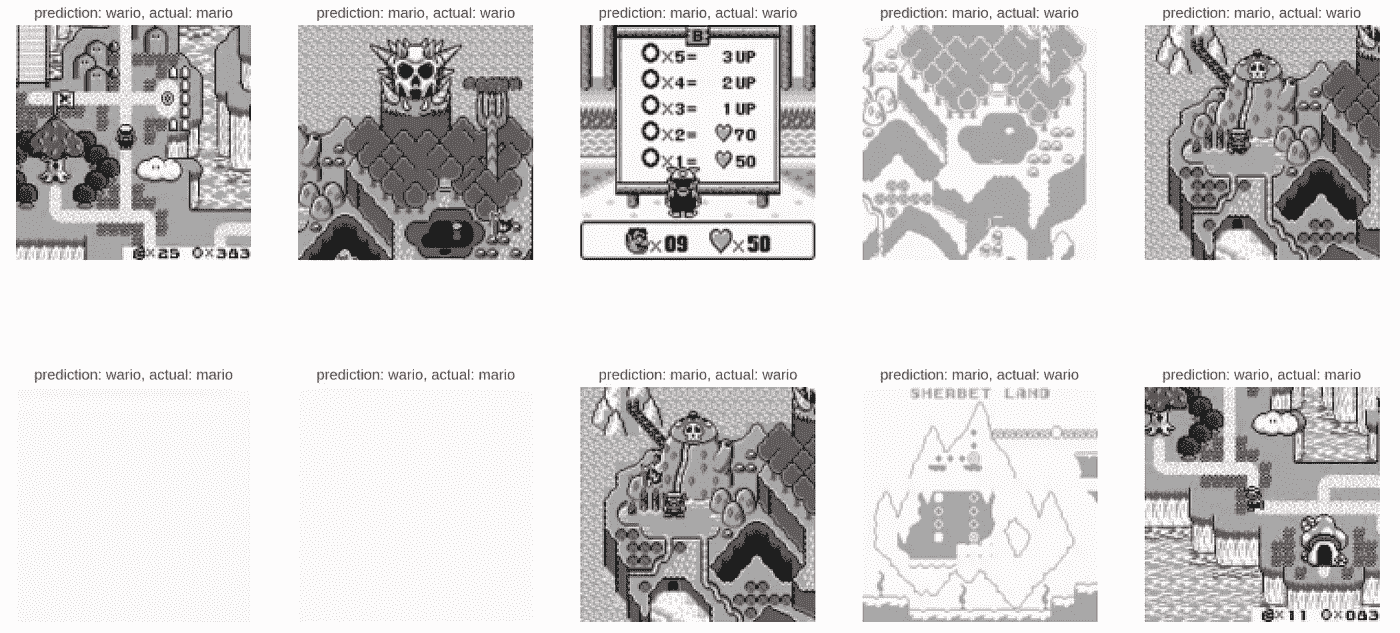 prediction: wario, actual: mario
prediction: mario, actual: wario
prediction: mario, actual: wario
prediction: mario, actual: wario
prediction: mario, actual: wario
×25 O×383
B
O×5= 3UP
O×4= 2UP
O×3= 1UP
O×2= ♥70
O×1= ♥50
×09 ♥×50
prediction: wario, actual: mario
prediction: wario, actual: mario
prediction: mario, actual: wario
prediction: mario, actual: wario
prediction: wario, actual: mario
SHERBET LAND
×11 O×083